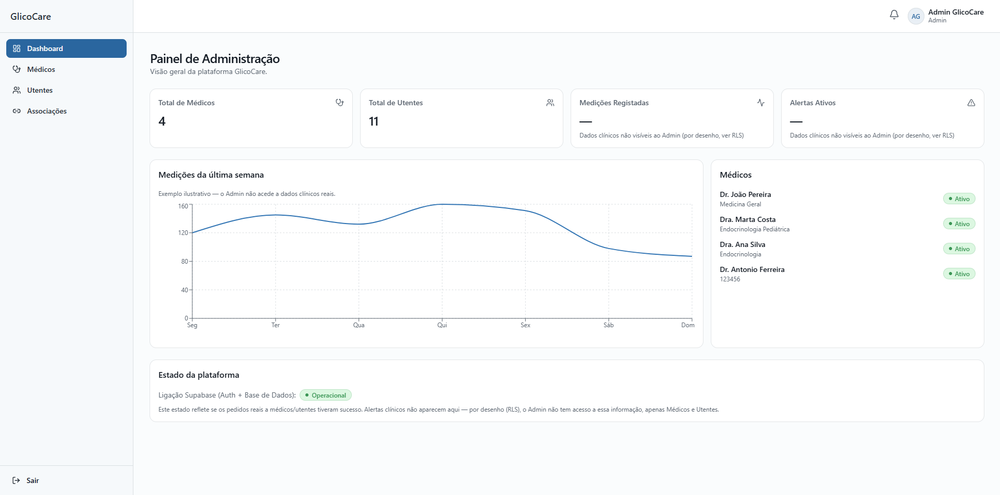 GlicoCare
AG
Admin GlicoCare
Admin
Dashboard
Médicos
Utentes
Associações
Sair
Painel de Administração
Visão geral da plataforma GlicoCare.
Total de Médicos
4
Total de Utentes
11
Medições Registadas
—
Dados clínicos não visíveis ao Admin (por desenho, ver RLS)
Alertas Ativos
—
Dados clínicos não visíveis ao Admin (por desenho, ver RLS)
Medições da última semana
Exemplo ilustrativo — o Admin não acede a dados clínicos reais.
160
120
80
40
0
Seg Ter Qua Qui Sex Sáb Dom
Médicos
Dr. João Pereira
Medicina Geral
Ativo
Dra. Marta Costa
Endocrinologia Pediátrica
Ativo
Dra. Ana Silva
Endocrinologia
Ativo
Dr. Antonio Ferreira
123456
Ativo
Estado da plataforma
Ligação Supabase (Auth + Base de Dados): Operacional
Este estado reflete se os pedidos reais a médicos/utentes tiveram sucesso. Alertas clínicos não aparecem aqui — por desenho (RLS), o Admin não tem acesso a essa informação, apenas Médicos e Utentes.